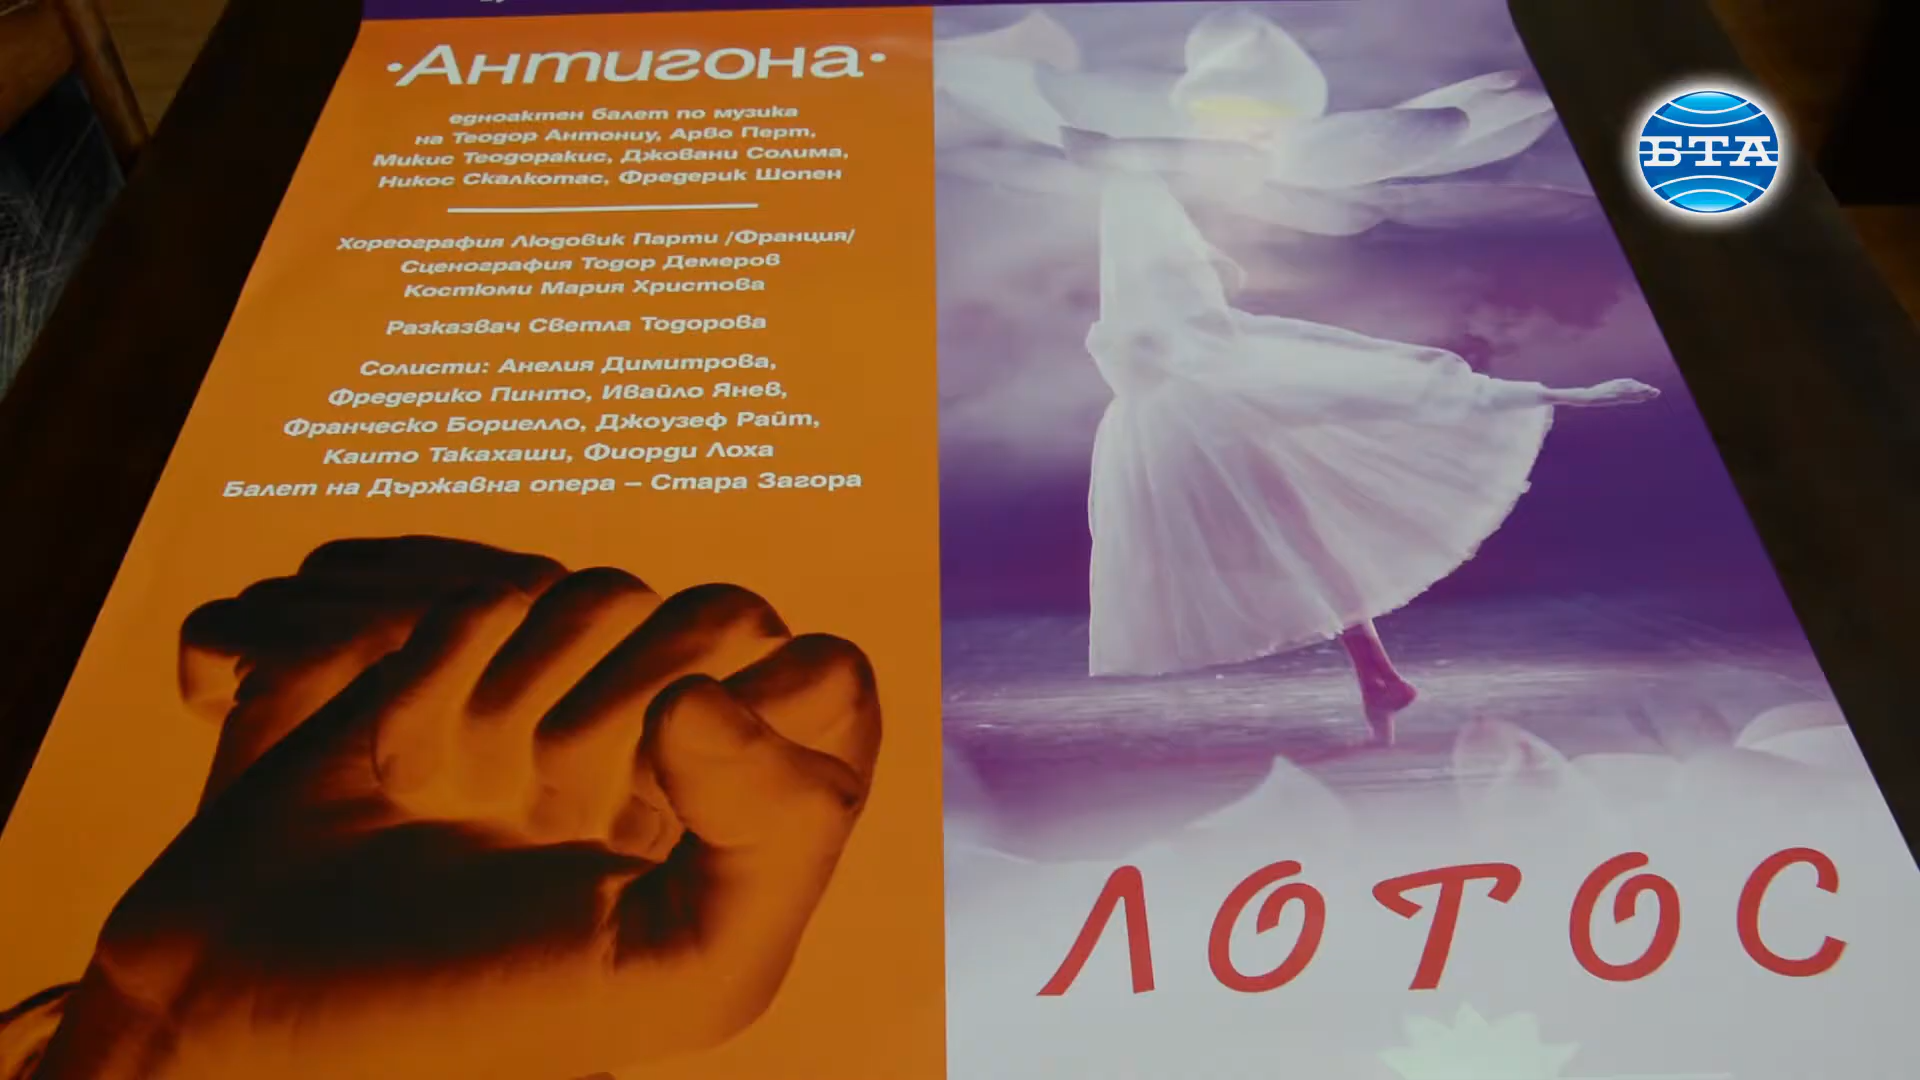 ·Антигона·
едноактен балет по музика
на Теодор Антониу, Арво Перт,
Микис Теодоракис, Джовани Солима,
Никос Скалкотас, Фредерик Шопен
Хореография Людовик Парти /Франция/
Сценография Тодор Демеров
Костюми Мария Христова
Разказвач Светла Тодорова
Солисти: Анелия Димитрова,
Фредерико Пинто, Ивайло Янев,
Франческо Бориелло, Джоузеф Райт,
Каито Такахаши, Фиорди Лоха
Балет на Държавна опера – Стара Загора
ЛОТОС
БТА